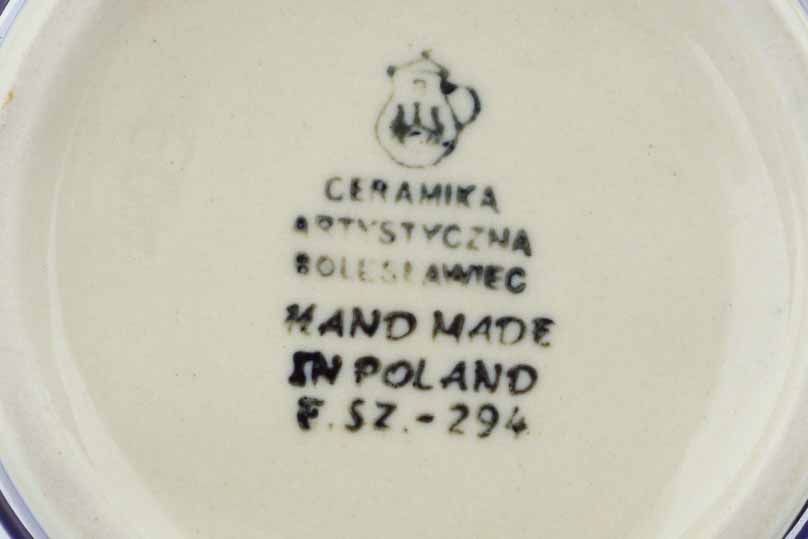 CERAMIKA
ARTYSTYCZNA
BOLESŁAWIEC
HAND MADE
IN POLAND
F.SZ.-294